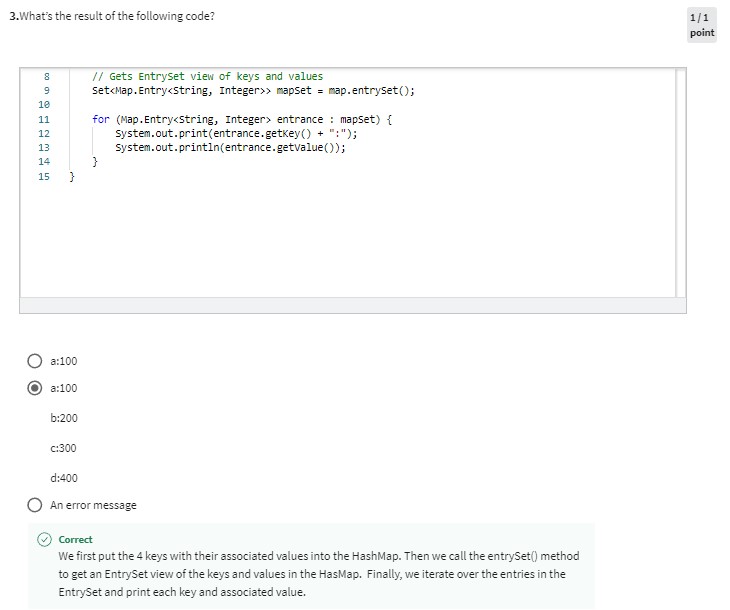 3.What's the result of the following code?
1/1
point
8 // Gets EntrySet view of keys and values
9 Set<Map.Entry<String, Integer>> mapSet = map.entrySet();
10
11 for (Map.Entry<String, Integer> entrance : mapSet) {
12 System.out.print(entrance.getKey() + ":");
13 System.out.println(entrance.getValue());
14 }
15 }
a:100
a:100
b:200
c:300
d:400
An error message
Correct
We first put the 4 keys with their associated values into the HashMap. Then we call the entrySet() method
to get an EntrySet view of the keys and values in the HasMap. Finally, we iterate over the entries in the
EntrySet and print each key and associated value.